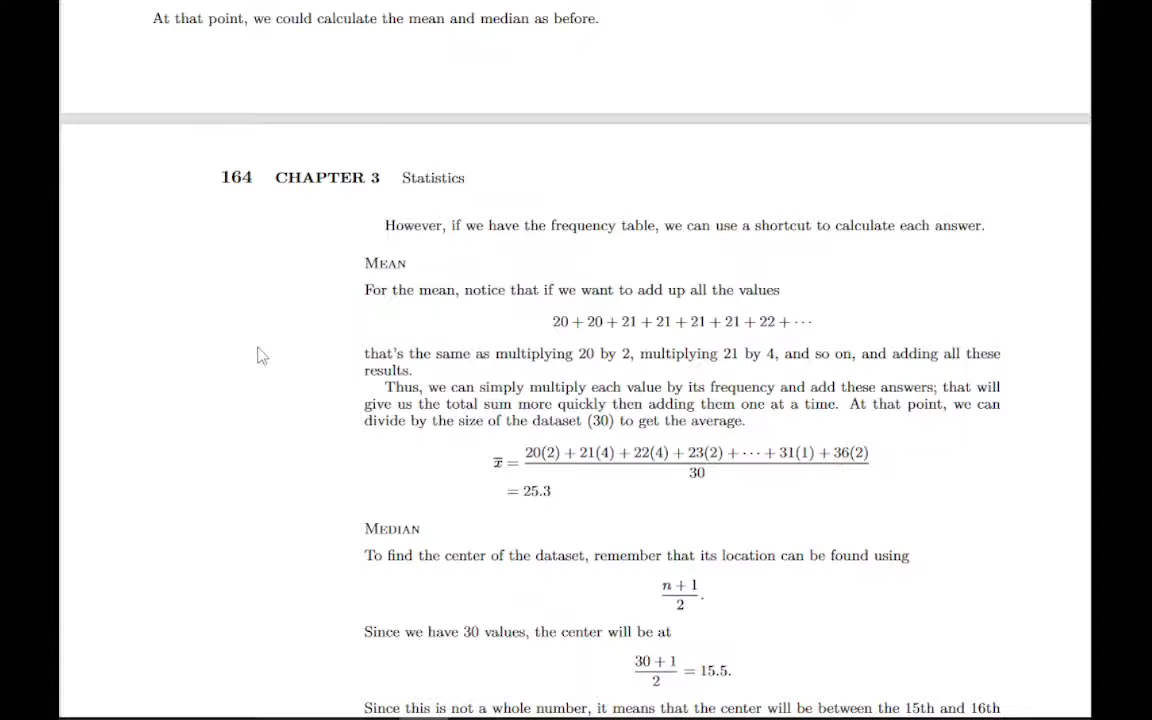 At that point, we could calculate the mean and median as before.
164 CHAPTER 3 Statistics
However, if we have the frequency table, we can use a shortcut to calculate each answer.
MEAN
For the mean, notice that if we want to add up all the values
20 + 20 + 21 + 21 + 21 + 21 + 22 + ···
that's the same as multiplying 20 by 2, multiplying 21 by 4, and so on, and adding all these
results.
Thus, we can simply multiply each value by its frequency and add these answers; that will
give us the total sum more quickly then adding them one at a time. At that point, we can
divide by the size of the dataset (30) to get the average.
x̄ = (20(2) + 21(4) + 22(4) + 23(2) + ··· + 31(1) + 36(2)) / 30
= 25.3
MEDIAN
To find the center of the dataset, remember that its location can be found using
(n + 1) / 2.
Since we have 30 values, the center will be at
(30 + 1) / 2 = 15.5.
Since this is not a whole number, it means that the center will be between the 15th and 16th